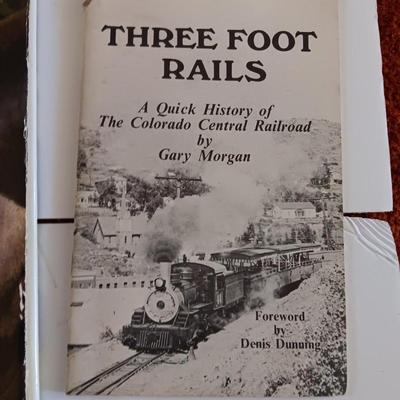 THREE FOOT
RAILS
A Quick History of
The Colorado Central Railroad
by
Gary Morgan
Foreword
by
Denis Dunning